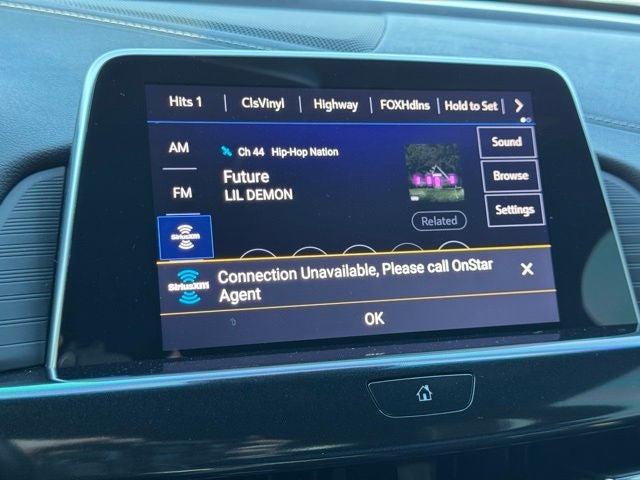 Hits 1 ClsVinyl Highway FOXHdlns Hold to Set
AM
Ch 44 Hip-Hop Nation
Sound
Future
LIL DEMON
Browse
FM
Related
Settings
SiriusXM
SiriusXM
Connection Unavailable, Please call OnStar
Agent
OK